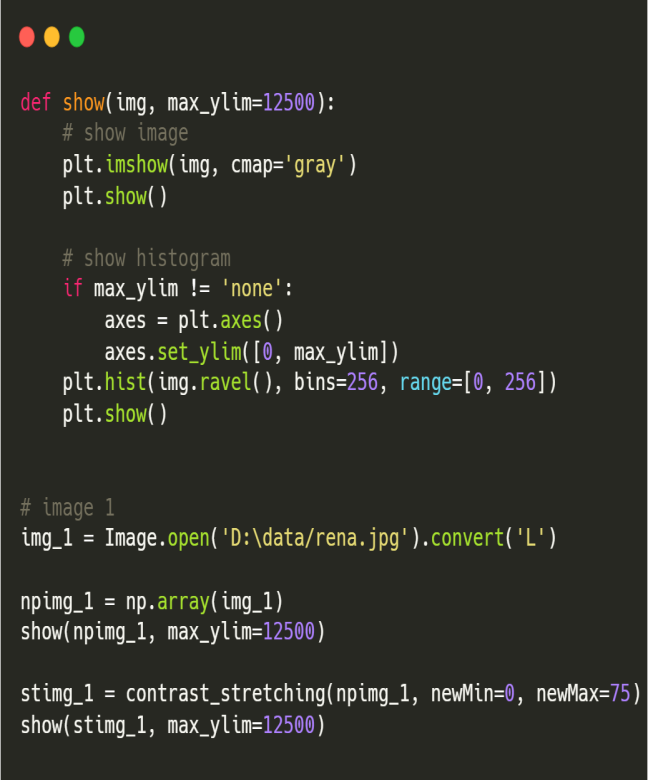 def show(img, max_ylim=12500):
    # show image
    plt.imshow(img, cmap='gray')
    plt.show()

    # show histogram
    if max_ylim != 'none':
        axes = plt.axes()
        axes.set_ylim([0, max_ylim])
    plt.hist(img.ravel(), bins=256, range=[0, 256])
    plt.show()


# image 1
img_1 = Image.open('D:\data/rena.jpg').convert('L')

npimg_1 = np.array(img_1)
show(npimg_1, max_ylim=12500)

stimg_1 = contrast_stretching(npimg_1, newMin=0, newMax=75)
show(stimg_1, max_ylim=12500)